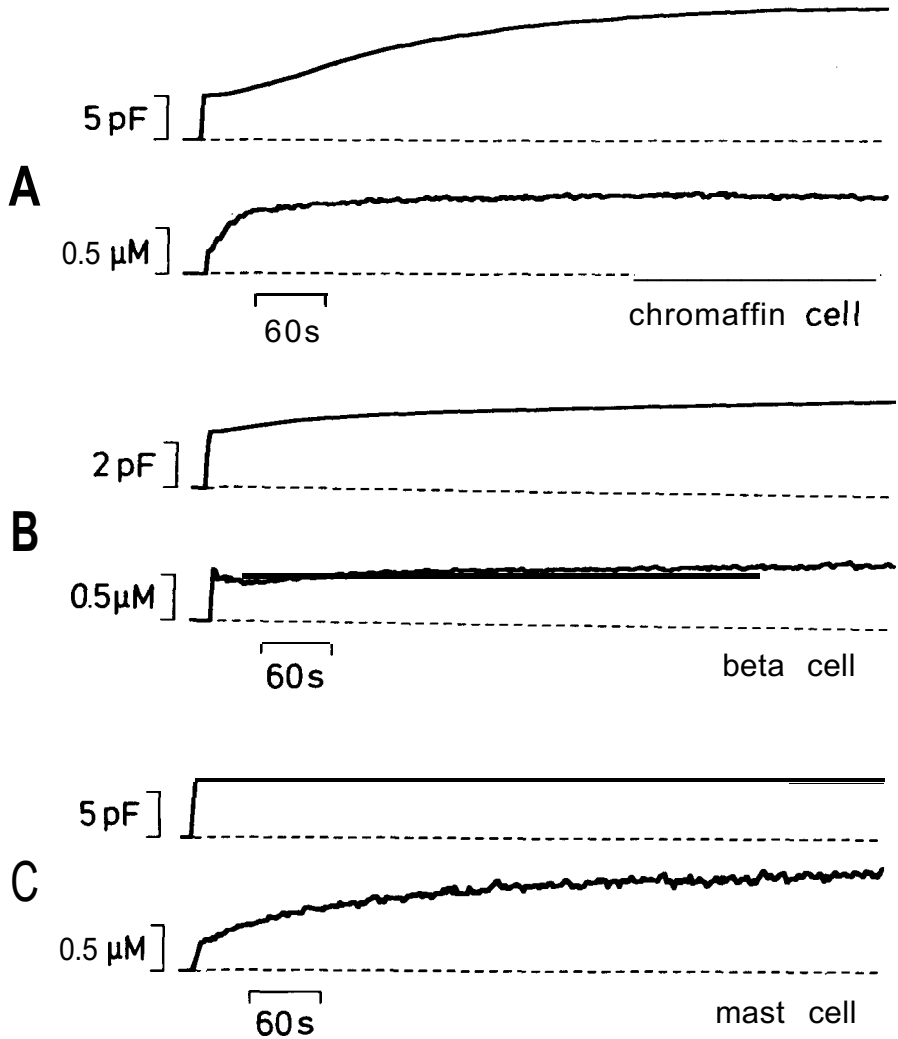 5 pF
A
0.5 μM
60s
chromaffin cell
2 pF
B
0.5μM
60s
beta cell
5 pF
C
0.5 μM
60s
mast cell